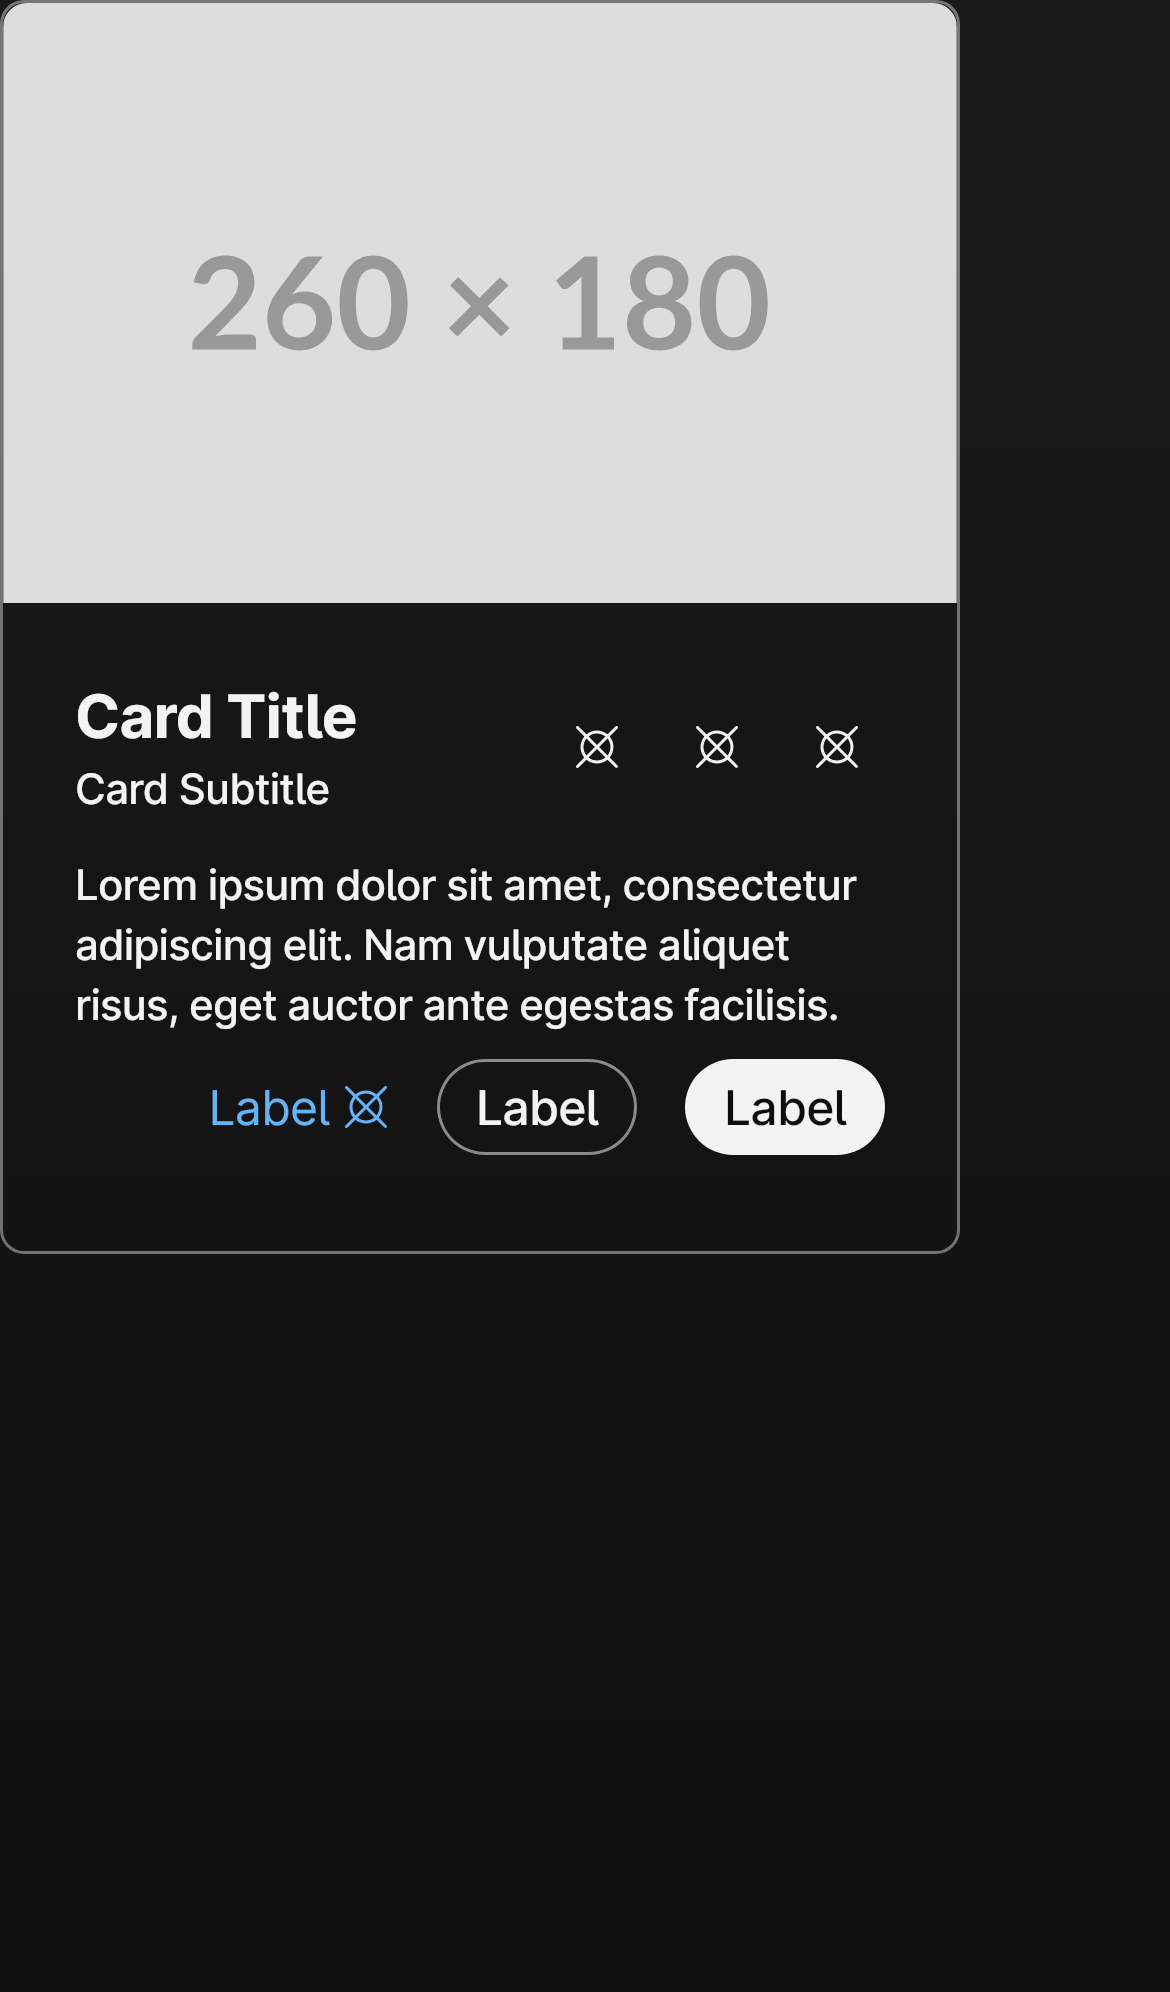 260 × 180
Card Title
Card Subtitle
Lorem ipsum dolor sit amet, consectetur
adipiscing elit. Nam vulputate aliquet
risus, eget auctor ante egestas facilisis.
Label Label Label